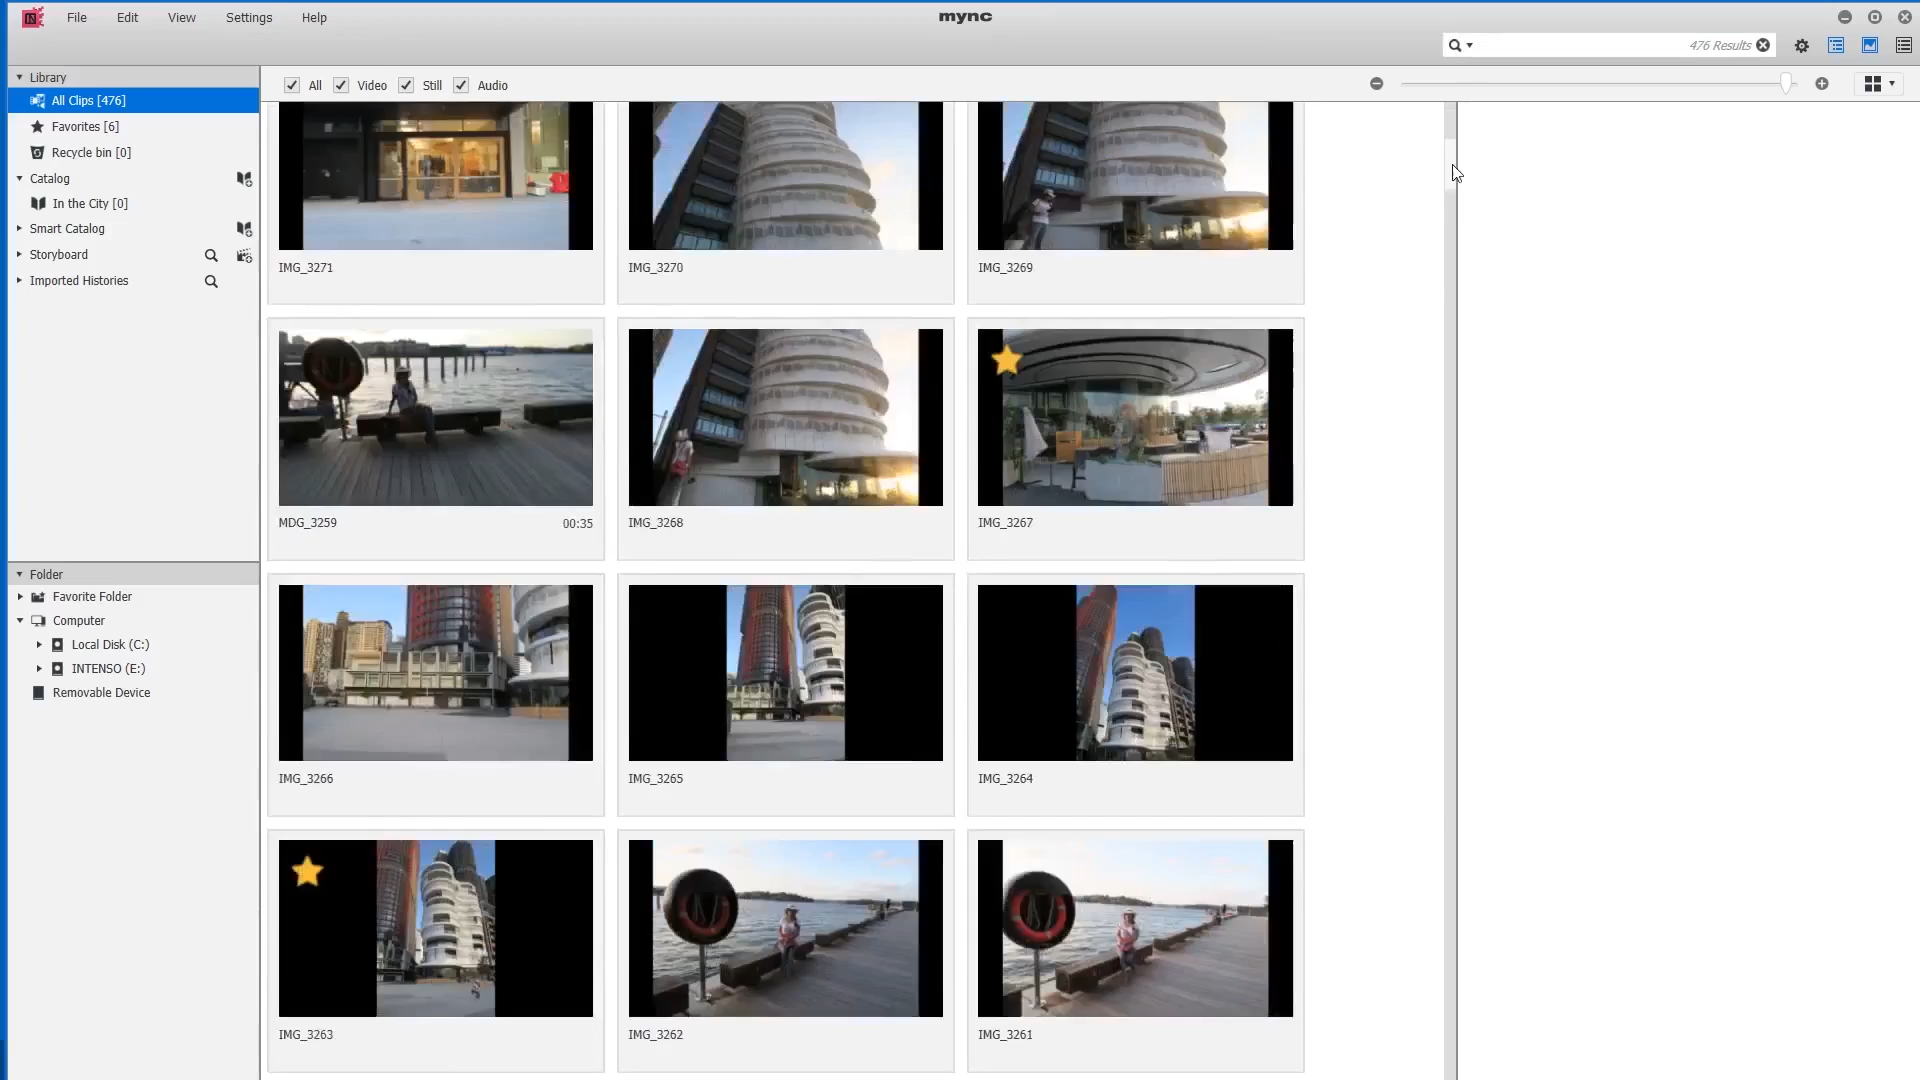 File Edit View Settings Help
mync
476 Results
Library
All Clips [476]
Favorites [6]
Recycle bin [0]
Catalog
In the City [0]
Smart Catalog
Storyboard
Imported Histories
Folder
Favorite Folder
Computer
Local Disk (C:)
INTENSO (E:)
Removable Device
All Video Still Audio
IMG_3271 IMG_3270 IMG_3269
MDG_3259 00:35 IMG_3268 IMG_3267
IMG_3266 IMG_3265 IMG_3264
IMG_3263 IMG_3262 IMG_3261